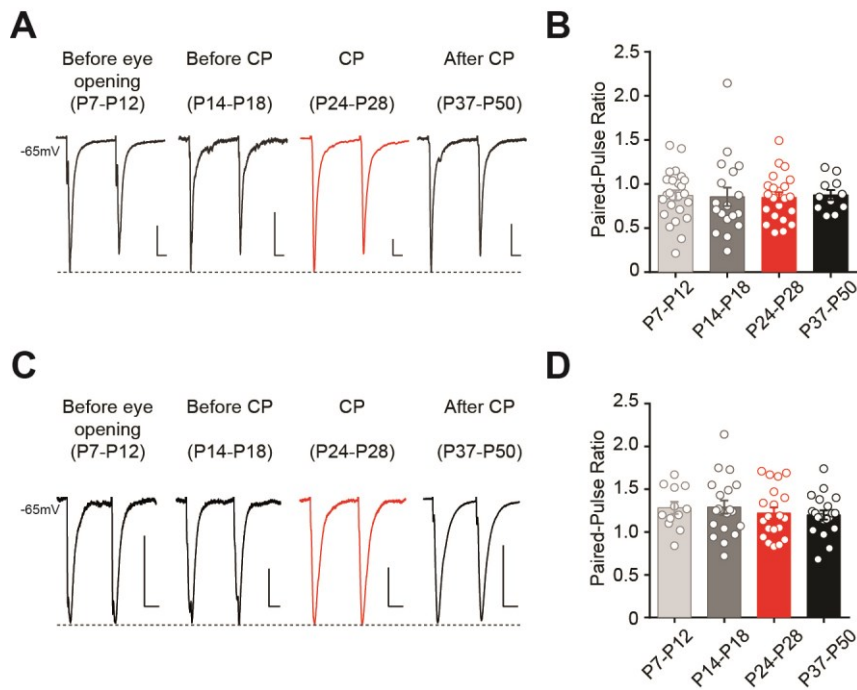 A
Before eye
opening
(P7-P12)
Before CP
(P14-P18)
CP
(P24-P28)
After CP
(P37-P50)
-65mV
B
Paired-Pulse Ratio
2.5
2.0
1.5
1.0
0.5
0
P7-P12
P14-P18
P24-P28
P37-P50
C
Before eye
opening
(P7-P12)
Before CP
(P14-P18)
CP
(P24-P28)
After CP
(P37-P50)
-65mV
D
Paired-Pulse Ratio
2.5
2.0
1.5
1.0
0.5
0
P7-P12
P14-P18
P24-P28
P37-P50